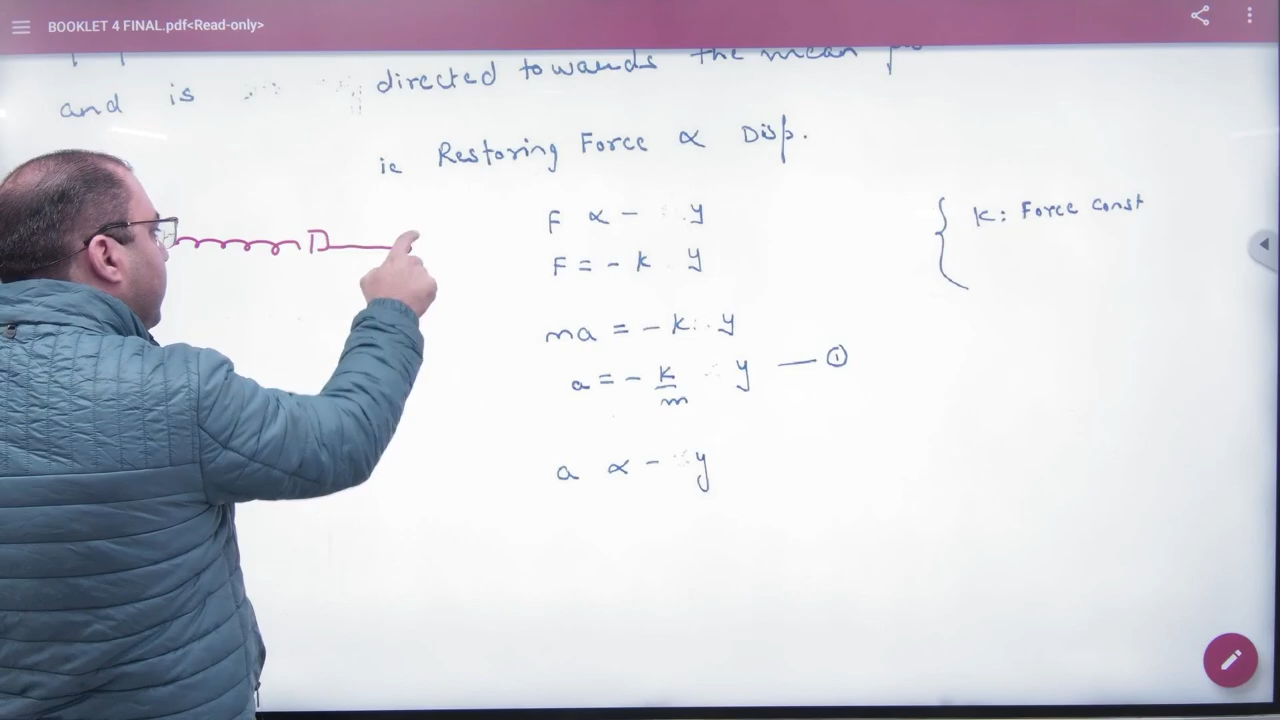 BOOKLET 4 FINAL.pdf<Read-only>
directed towards the mean
and is
ie Restoring Force ∝ Disp.
F ∝ - y
F = - k y
{ K: Force const
ma = - k y
a = - k/m y — ①
a ∝ - y